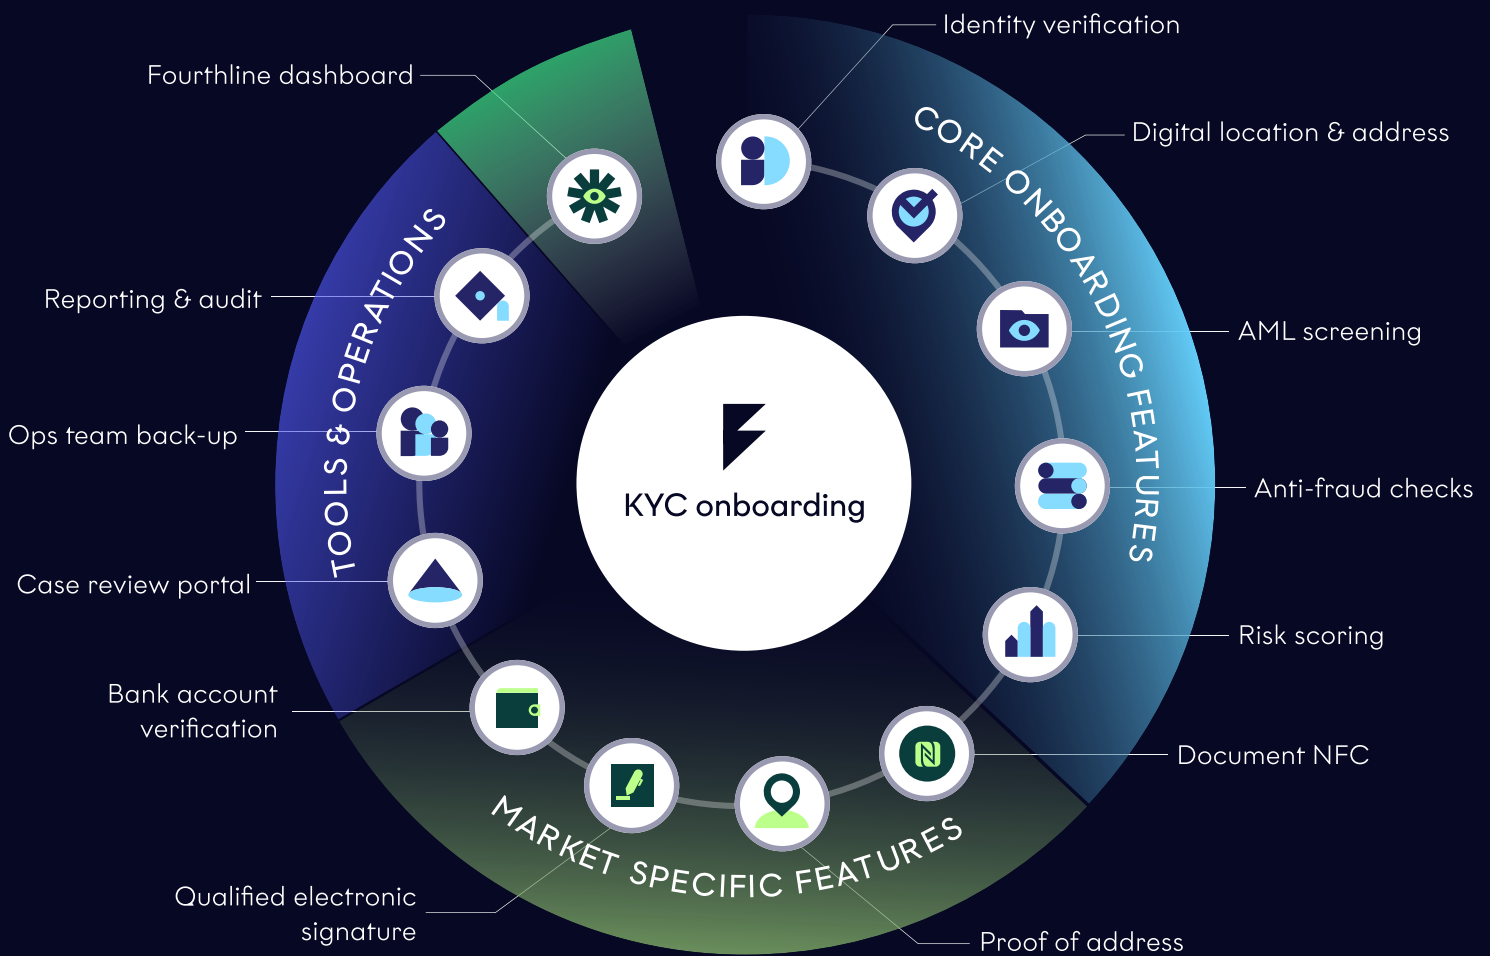 Identity verification
Fourthline dashboard
CORE ONBOARDING FEATURES
Digital location & address
TOOLS & OPERATIONS
Reporting & audit
AML screening
Ops team back-up
KYC onboarding
Anti-fraud checks
Case review portal
Risk scoring
Bank account
verification
Document NFC
MARKET SPECIFIC FEATURES
Qualified electronic
signature
Proof of address